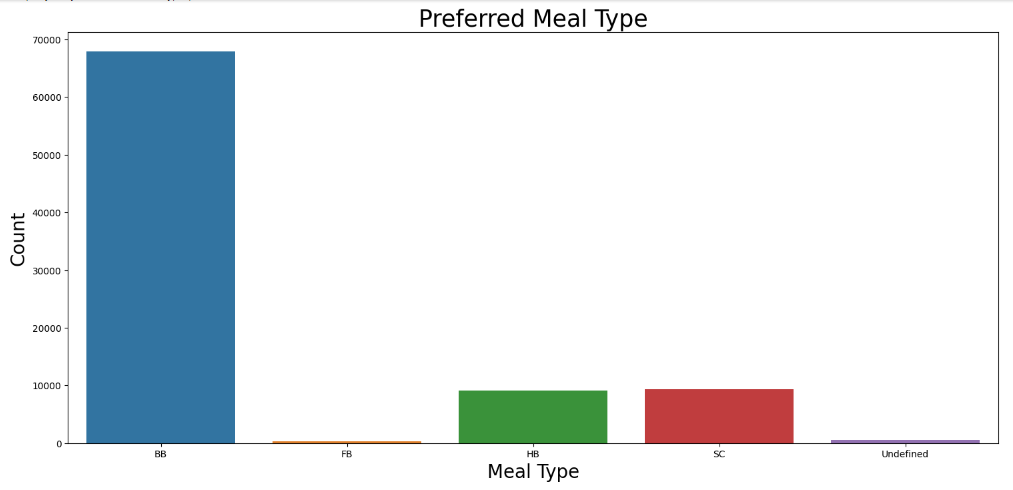 Preferred Meal Type
70000
60000
50000
40000
30000
20000
10000
0
Count
BB FB HB SC Undefined
Meal Type